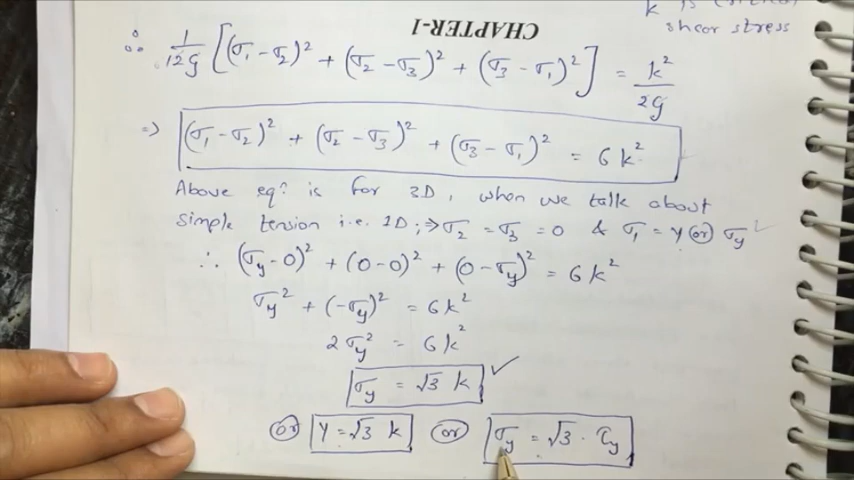 k is critical
shear stress
CHAPTER-1
∴ 1/12G [(σ₁ - σ₂)² + (σ₂ - σ₃)² + (σ₃ - σ₁)²] = k²/2G
⇒ (σ₁ - σ₂)² + (σ₂ - σ₃)² + (σ₃ - σ₁)² = 6k²
Above eqⁿ is for 3D, when we talk about
simple tension i.e. 1D; ⇒ σ₂ = σ₃ = 0 & σ₁ = Y or σy
∴ (σy - 0)² + (0 - 0)² + (0 - σy)² = 6k²
σy² + (-σy)² = 6k²
2σy² = 6k²
σy = √3 k ✓
or Y = √3 k or σy = √3 . τy